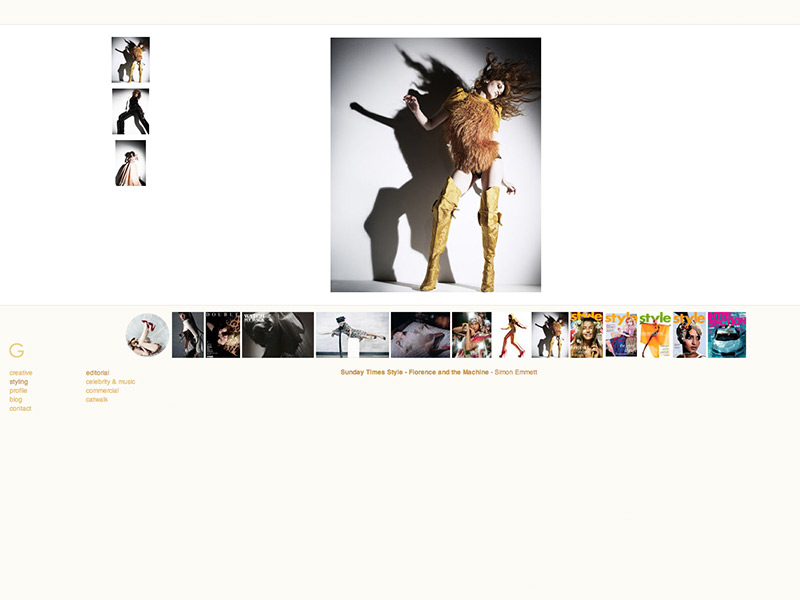 DOUBLE
style
style
style
style
G
creative
styling
profile
blog
contact
editorial
celebrity & music
commercial
catwalk
Sunday Times Style - Florence and the Machine - Simon Emmett